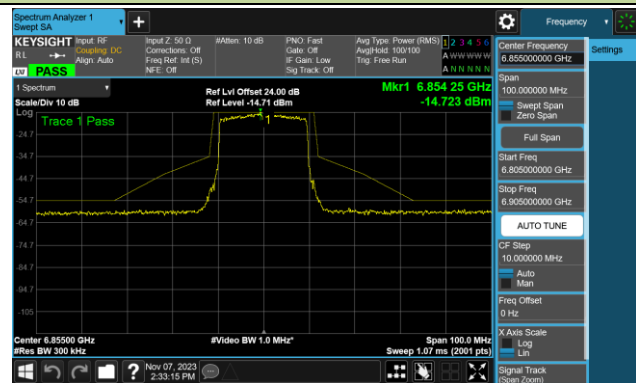 Spectrum Analyzer 1
Swept SA
+
Frequency
KEYSIGHT
RL
PASS
Input: RF
Coupling: DC
Align: Auto
Input Z: 50 Ω
Corrections: Off
Freq Ref: Int (S)
NFE: Off
#Atten: 10 dB
PNO: Fast
Gate: Off
IF Gain: Low
Sig Track: Off
Avg Type: Power (RMS)
Avg|Hold: 100/100
Trig: Free Run
1 2 3 4 5 6
A W W W W W
A N N N N N
1 Spectrum
Scale/Div 10 dB
Ref Lvl Offset 24.00 dB
Ref Level -14.71 dBm
Mkr1 6.854 25 GHz
-14.723 dBm
Log
Trace 1 Pass
1
-24.7
-34.7
-44.7
-54.7
-64.7
-74.7
-84.7
-94.7
-105
Center 6.85500 GHz
#Res BW 300 kHz
#Video BW 1.0 MHz*
Span 100.0 MHz
Sweep 1.07 ms (2001 pts)
Center Frequency
6.855000000 GHz
Settings
Span
100.000000 MHz
Swept Span
Zero Span
Full Span
Start Freq
6.805000000 GHz
Stop Freq
6.905000000 GHz
AUTO TUNE
CF Step
10.000000 MHz
Auto
Man
Freq Offset
0 Hz
X Axis Scale
Log
Lin
Signal Track
(Span Zoom)
?
Nov 07, 2023
2:33:15 PM